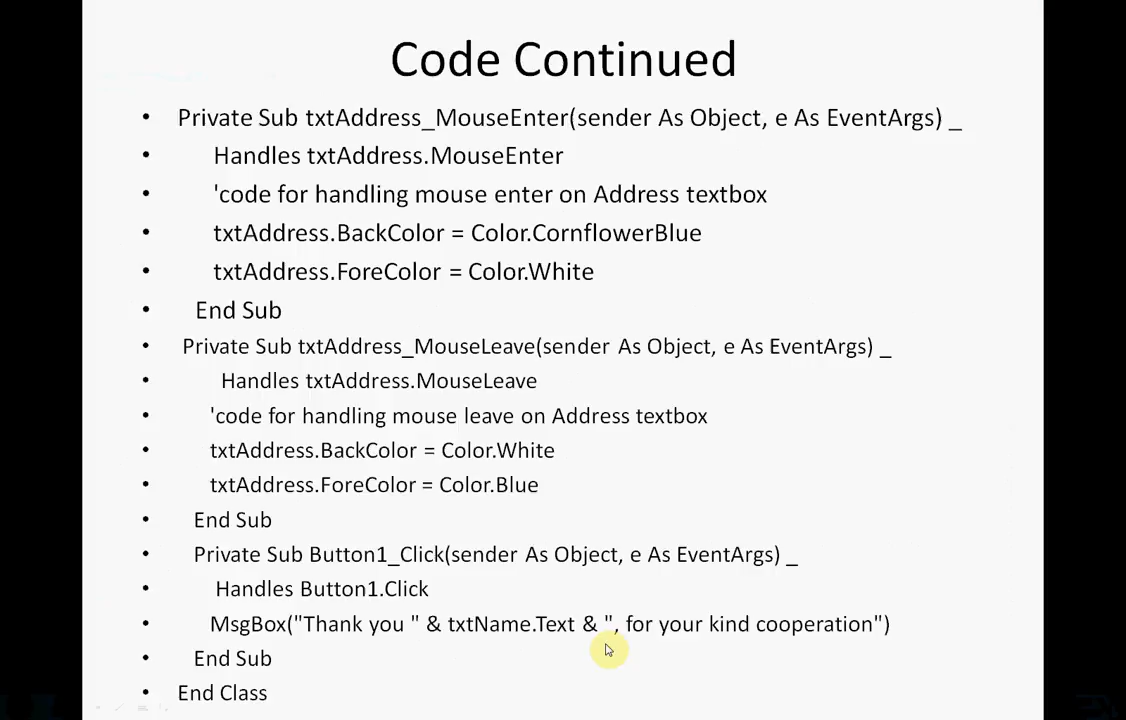 Code Continued
• Private Sub txtAddress_MouseEnter(sender As Object, e As EventArgs) _
• Handles txtAddress.MouseEnter
• 'code for handling mouse enter on Address textbox
• txtAddress.BackColor = Color.CornflowerBlue
• txtAddress.ForeColor = Color.White
• End Sub
• Private Sub txtAddress_MouseLeave(sender As Object, e As EventArgs) _
• Handles txtAddress.MouseLeave
• 'code for handling mouse leave on Address textbox
• txtAddress.BackColor = Color.White
• txtAddress.ForeColor = Color.Blue
• End Sub
• Private Sub Button1_Click(sender As Object, e As EventArgs) _
• Handles Button1.Click
• MsgBox("Thank you " & txtName.Text & ", for your kind cooperation")
• End Sub
• End Class